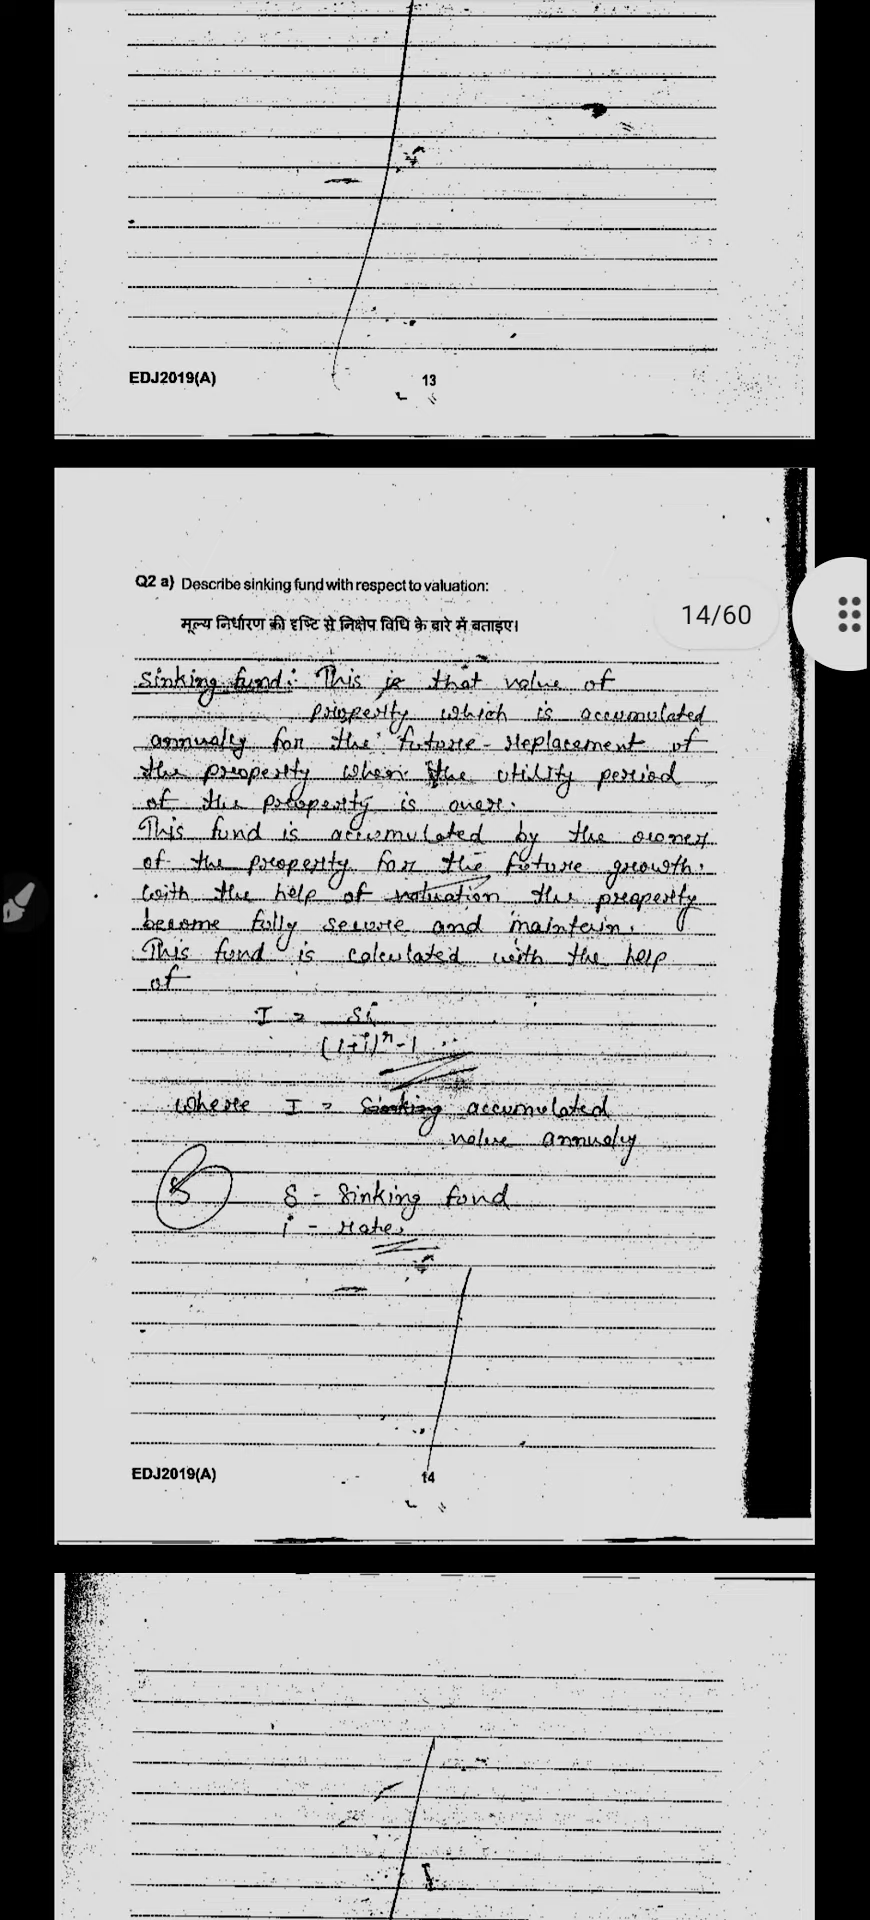 EDJ2019(A)
13
Q2 a) Describe sinking fund with respect to valuation:
14/60
मूल्य निर्धारण की दृष्टि से निक्षेप विधि के बारे में बताइए।
Sinking fund: This is that value of
property which is accumulated
annualy for the future-replacement of
the property when the utility period
of the property is over.
This fund is accumulated by the owner
of the property for the future growth.
with the help of valuation the property
become fully secure and maintain.
This fund is calculated with the help
of
I = Si
(1+i)ⁿ-1
where I = Sinking accumulated
value annualy
S - Sinking fund
i - rate.
EDJ2019(A)
14